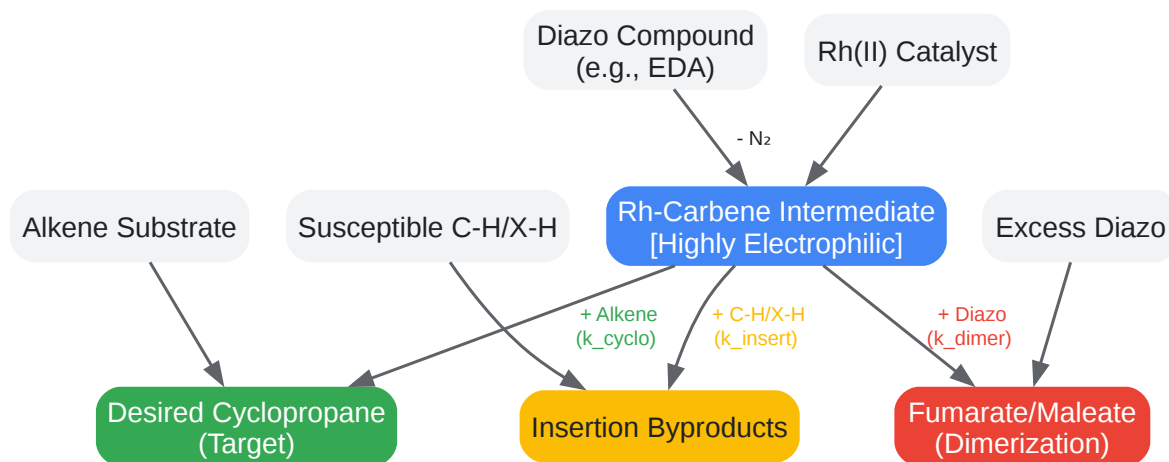 Diazo Compound
(e.g., EDA)
Rh(II) Catalyst
- N₂
Alkene Substrate
Susceptible C-H/X-H
Rh-Carbene Intermediate
[Highly Electrophilic]
Excess Diazo
+ Alkene
(k_cyclo)
+ C-H/X-H
(k_insert)
+ Diazo
(k_dimer)
Desired Cyclopropane
(Target)
Insertion Byproducts
Fumarate/Maleate
(Dimerization)